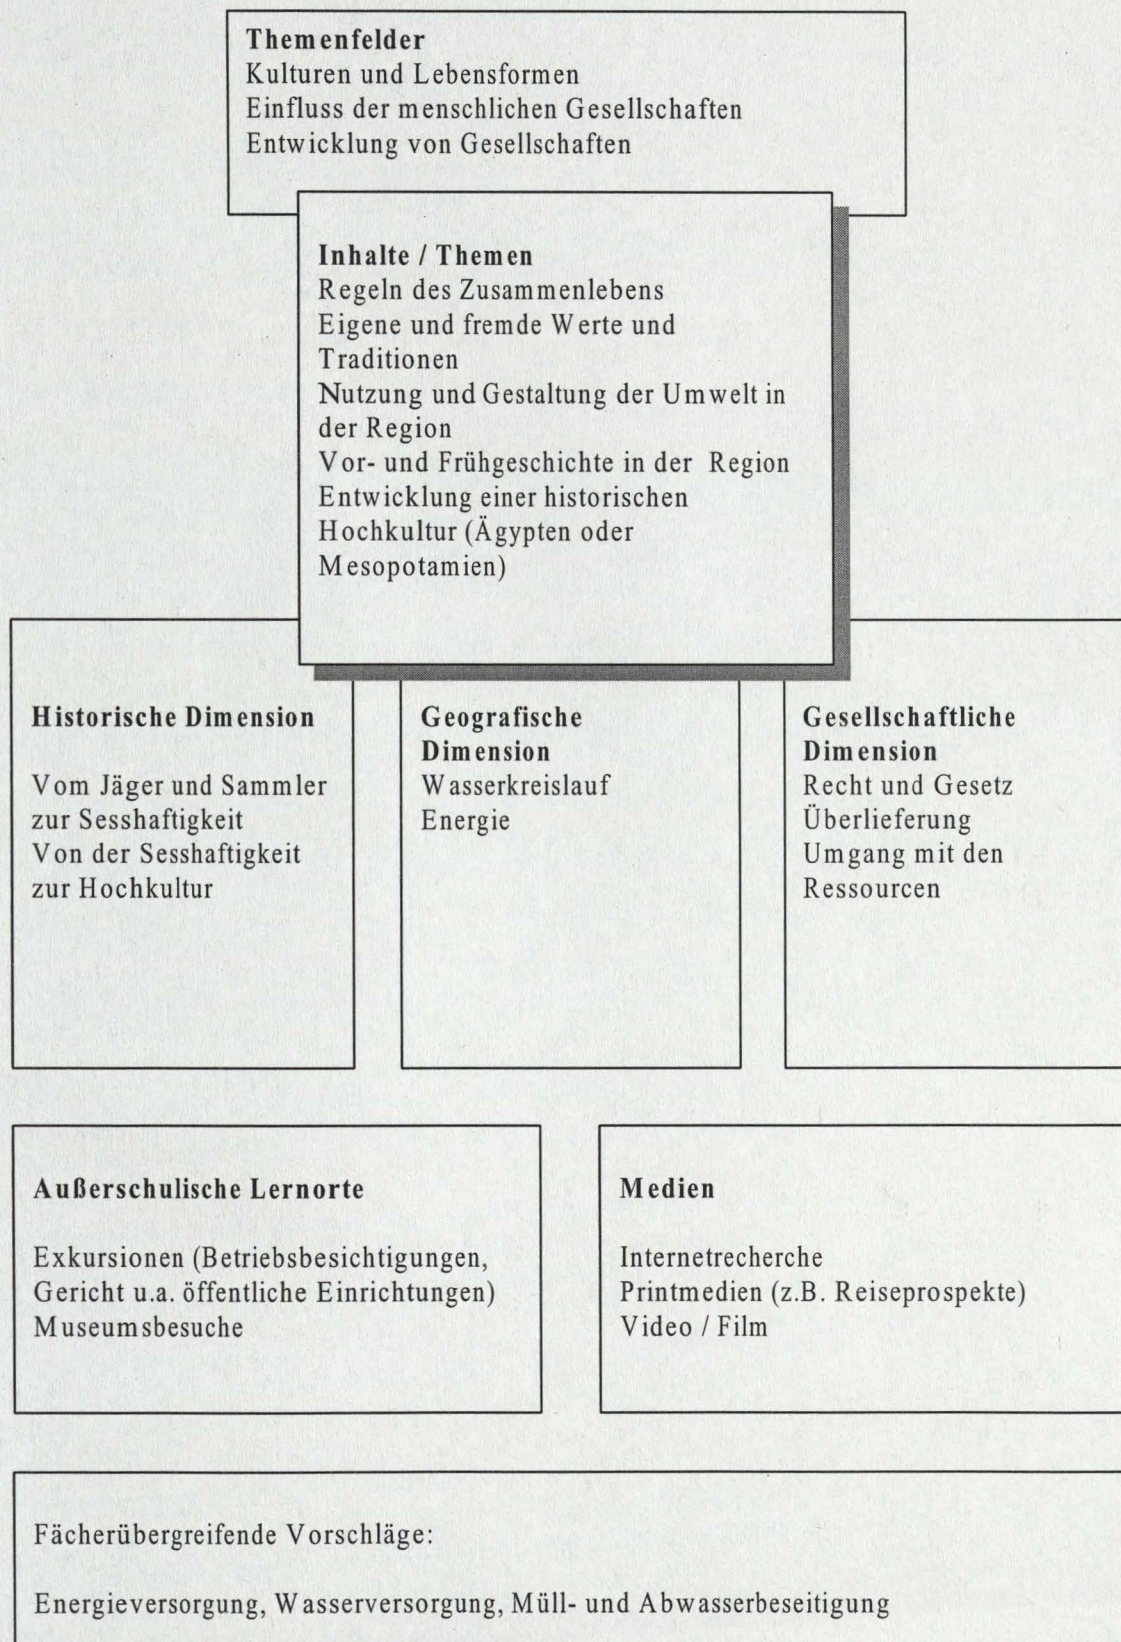 Themenfelder
Kulturen und Lebensformen
Einfluss der menschlichen Gesellschaften
Entwicklung von Gesellschaften
Inhalte / Themen
Regeln des Zusammenlebens
Eigene und fremde Werte und
Traditionen
Nutzung und Gestaltung der Umwelt in
der Region
Vor- und Frühgeschichte in der Region
Entwicklung einer historischen
Hochkultur (Ägypten oder
Mesopotamien)
Historische Dimension
Vom Jäger und Sammler
zur Sesshaftigkeit
Von der Sesshaftigkeit
zur Hochkultur
Geografische
Dimension
Wasserkreislauf
Energie
Gesellschaftliche
Dimension
Recht und Gesetz
Überlieferung
Umgang mit den
Ressourcen
Außerschulische Lernorte
Exkursionen (Betriebsbesichtigungen,
Gericht u.a. öffentliche Einrichtungen)
Museumsbesuche
Medien
Internetrecherche
Printmedien (z.B. Reiseprospekte)
Video / Film
Fächerübergreifende Vorschläge:
Energieversorgung, Wasserversorgung, Müll- und Abwasserbeseitigung